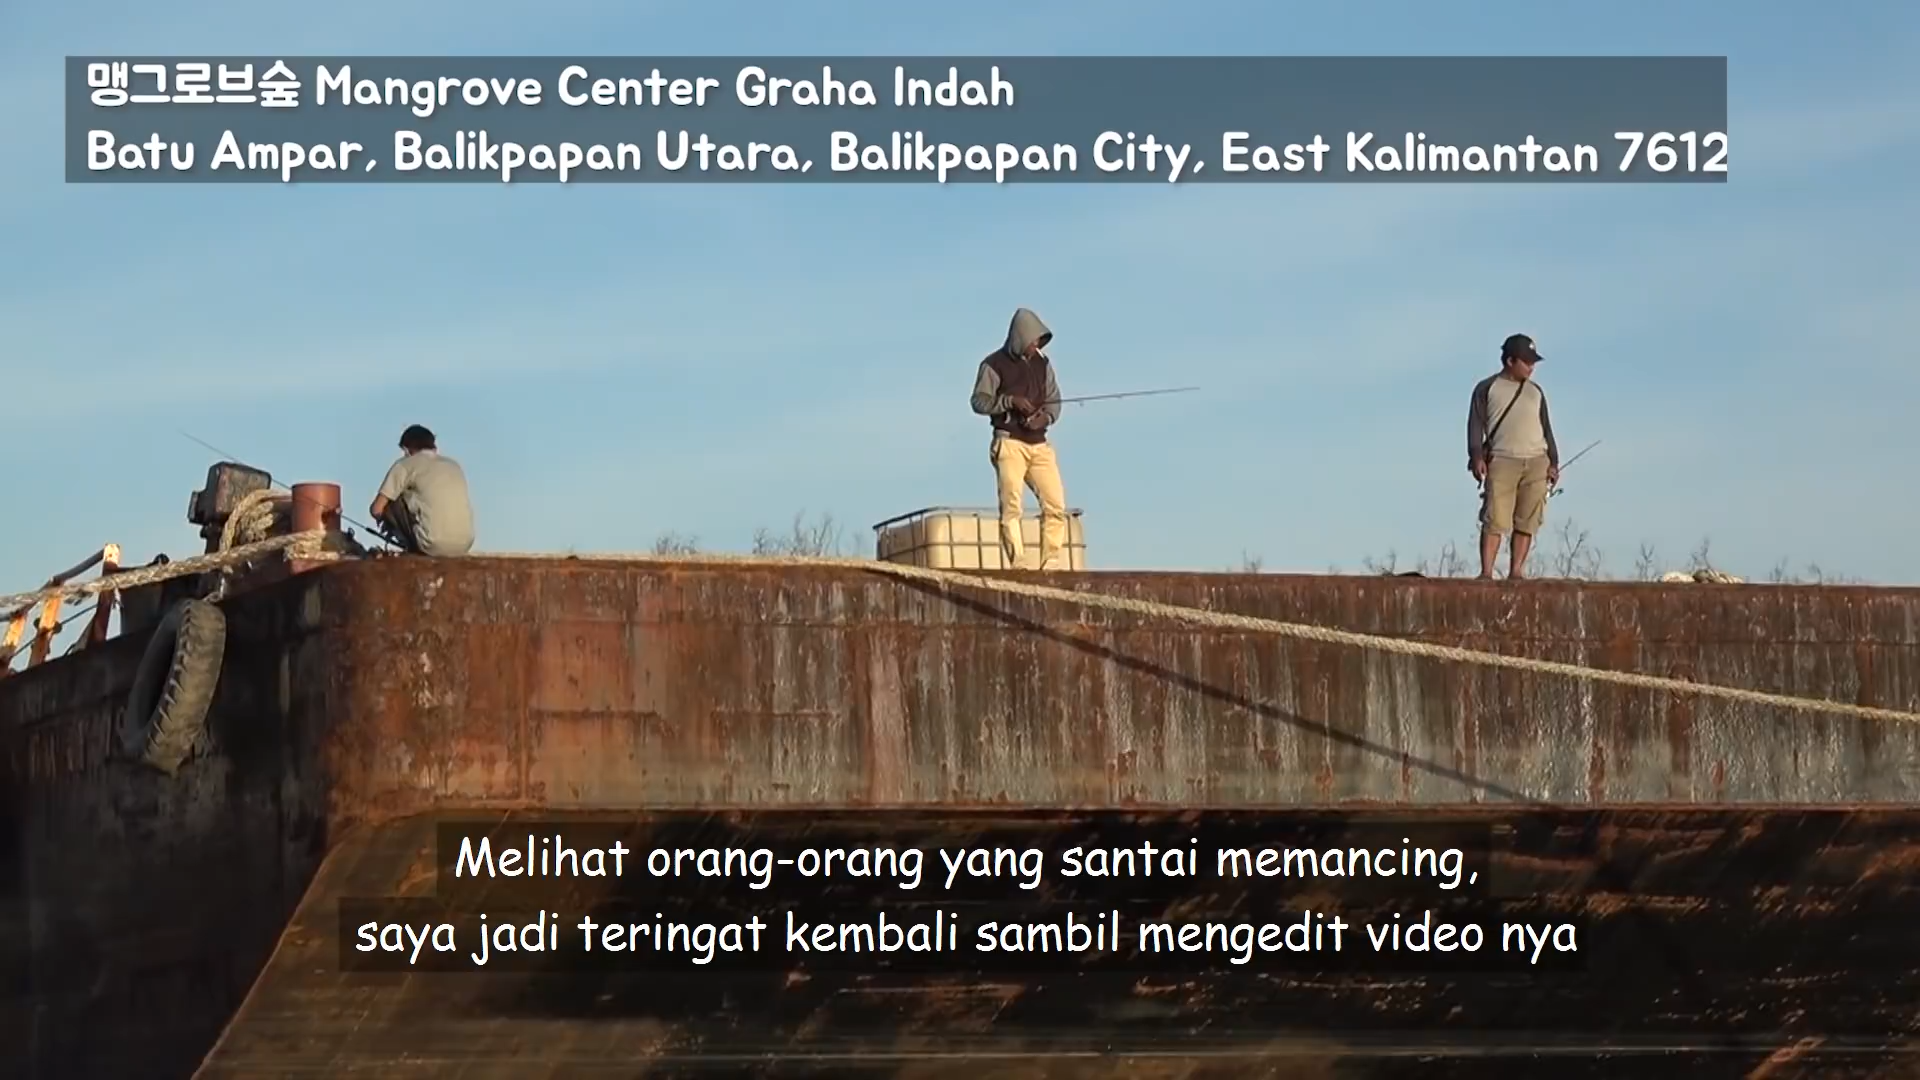 맹그로브숲 Mangrove Center Graha Indah
Batu Ampar, Balikpapan Utara, Balikpapan City, East Kalimantan 7612
Melihat orang-orang yang santai memancing,
saya jadi teringat kembali sambil mengedit video nya